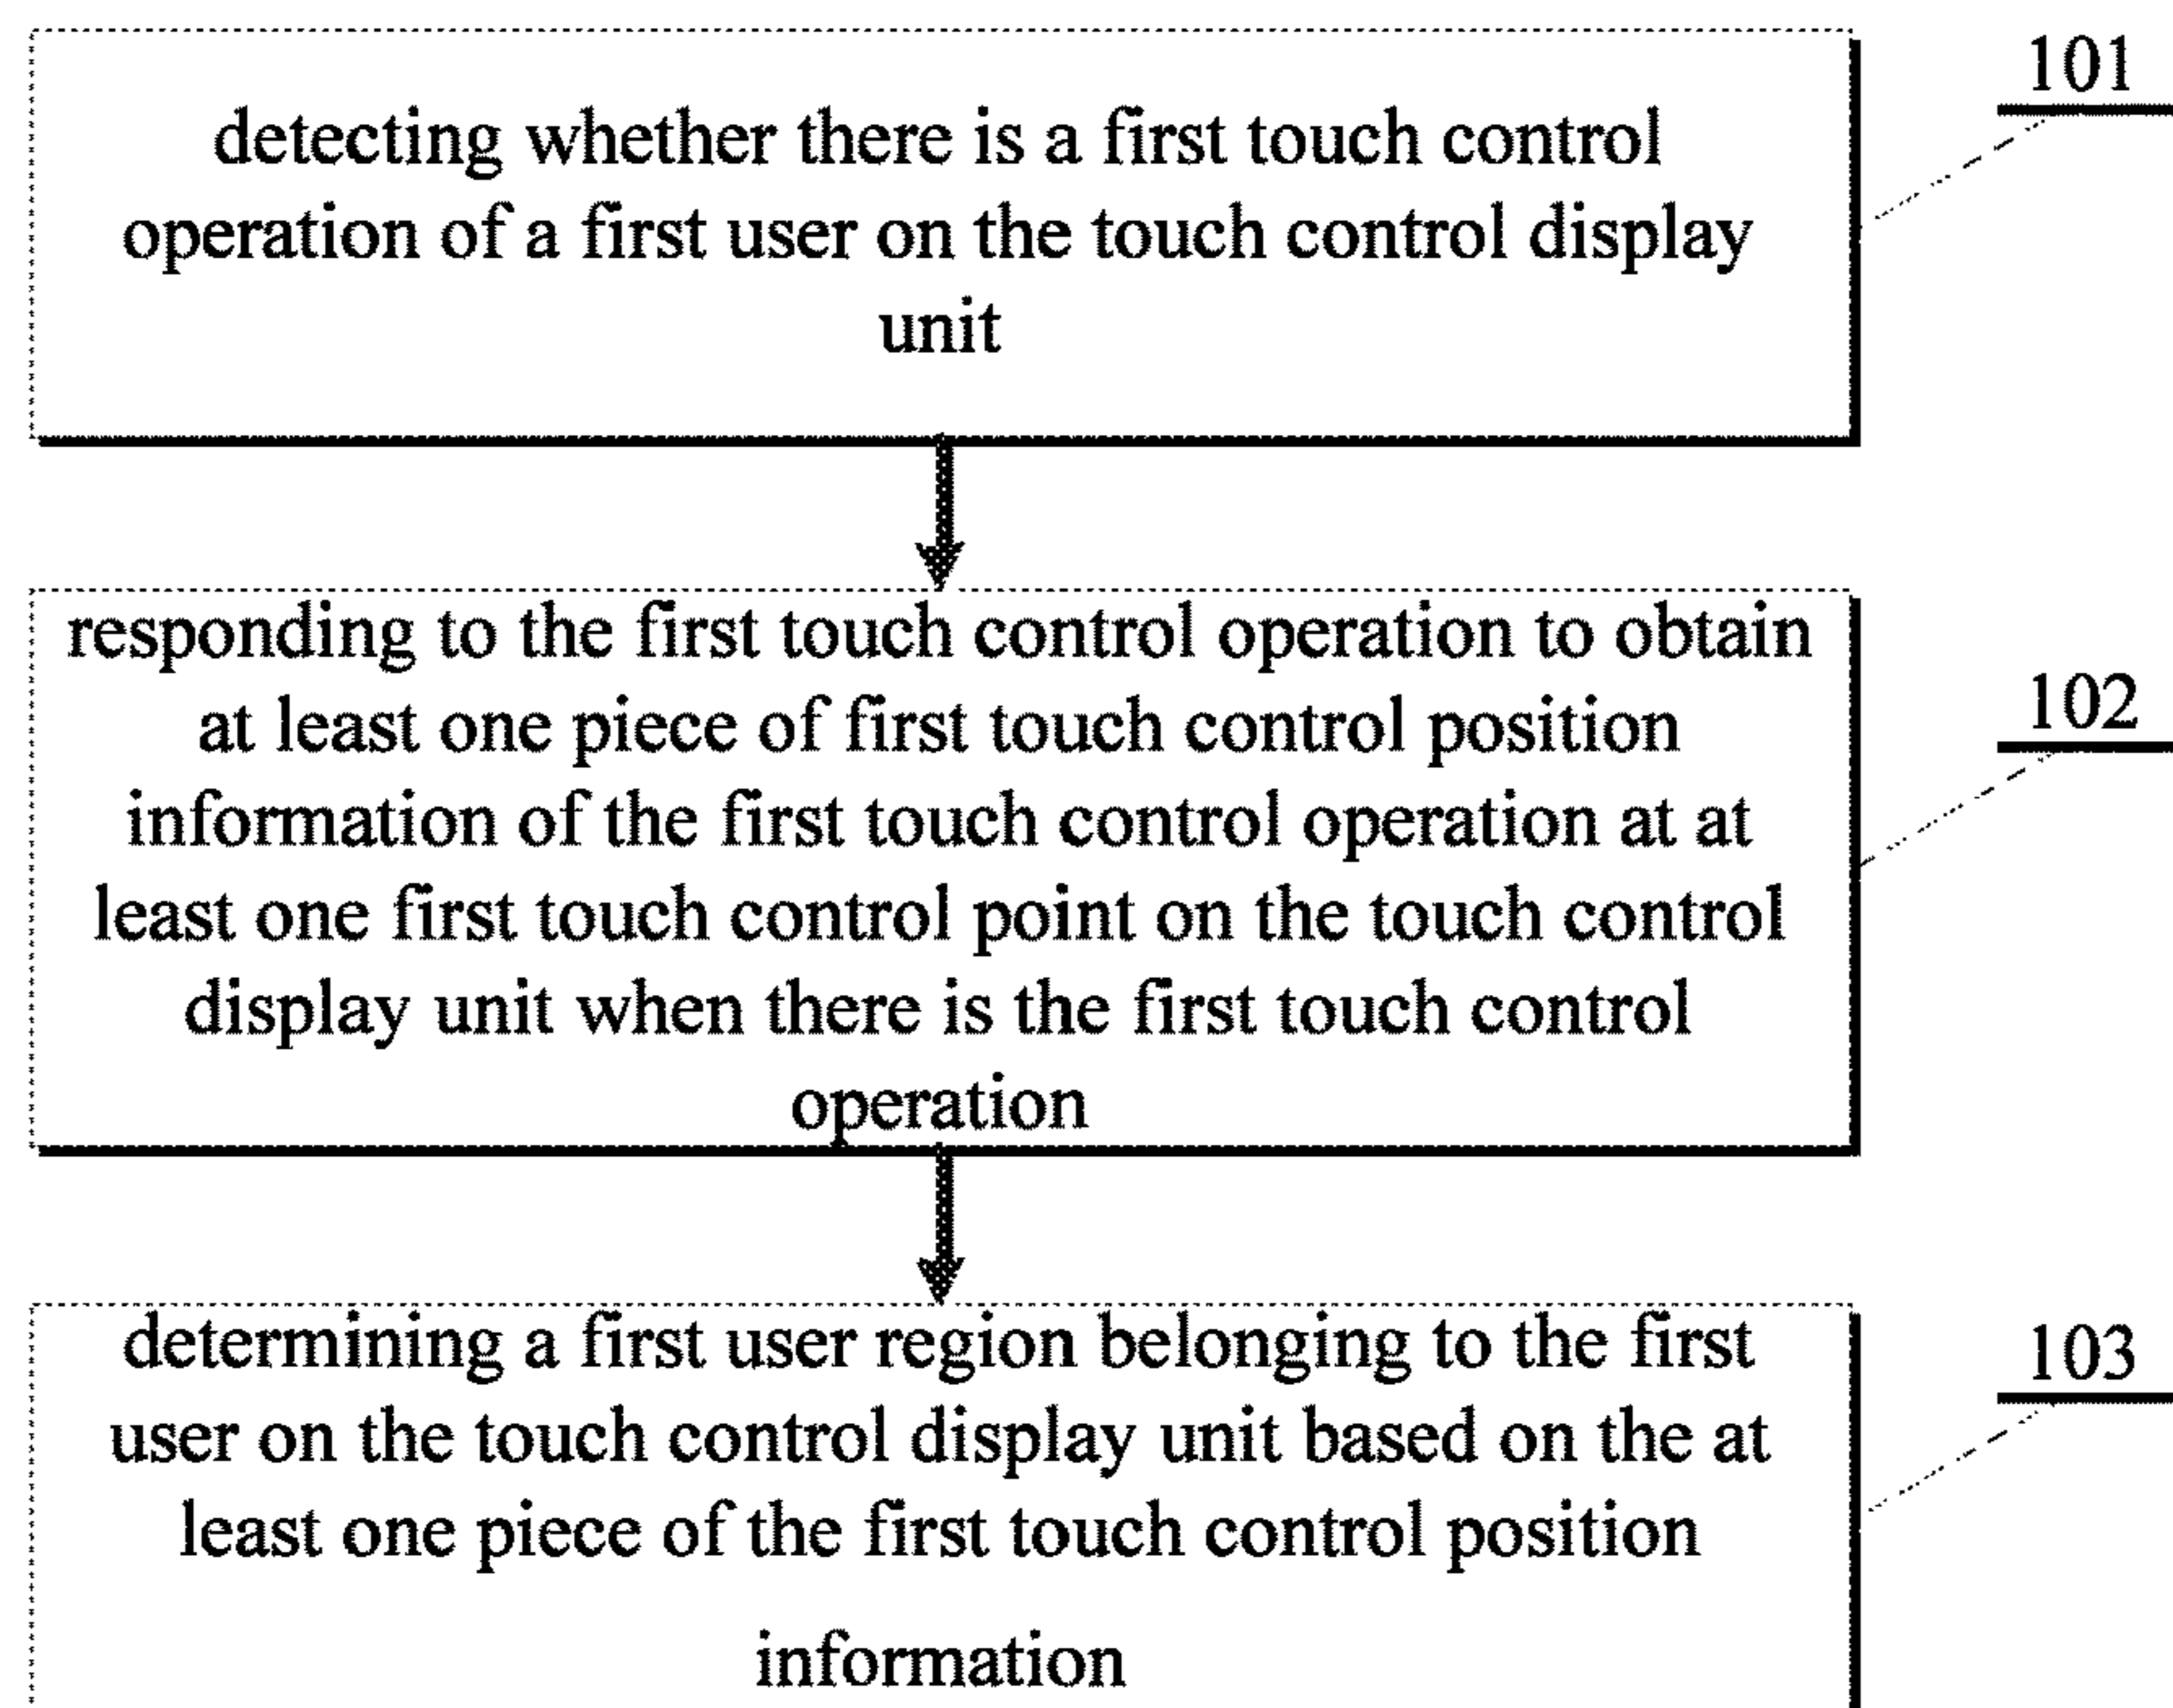 detecting whether there is a first touch control
operation of a first user on the touch control display
unit
101
responding to the first touch control operation to obtain
at least one piece of first touch control position
information of the first touch control operation at at
least one first touch control point on the touch control
display unit when there is the first touch control
operation
102
determining a first user region belonging to the first
user on the touch control display unit based on the at
least one piece of the first touch control position
information
103